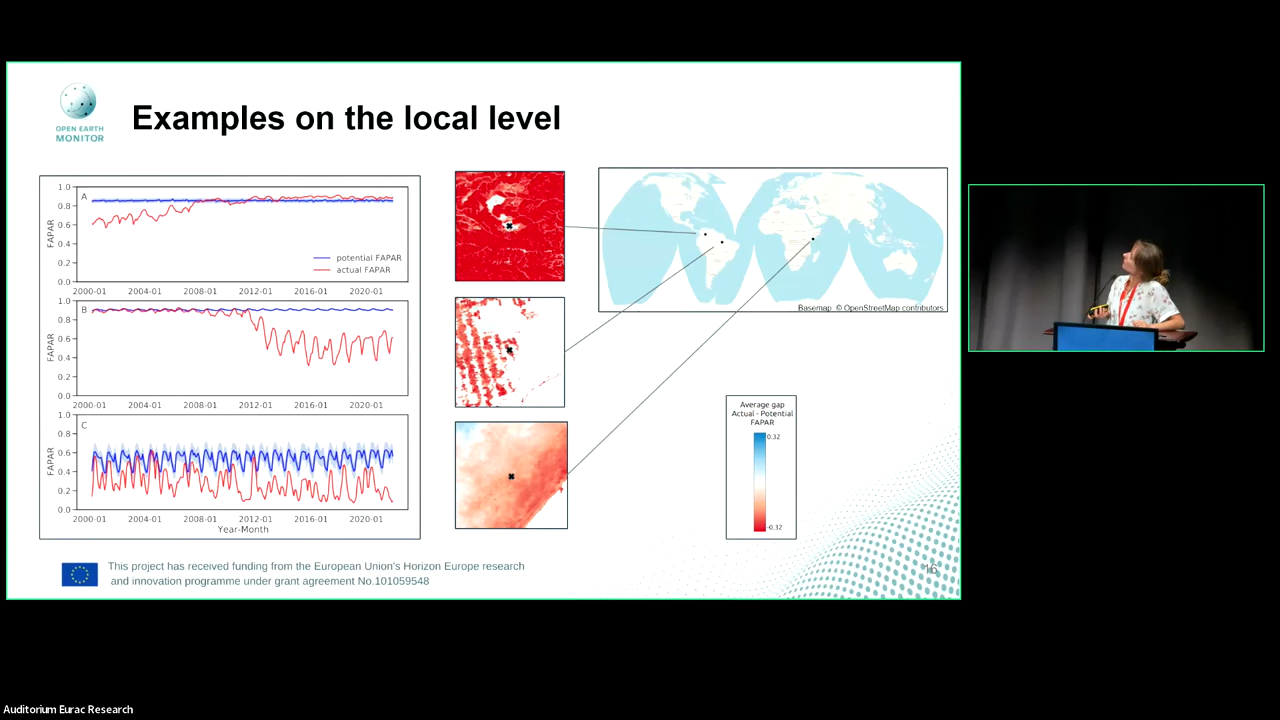 OPEN EARTH
MONITOR
Examples on the local level
A
1.0
0.8
0.6
0.4
0.2
0.0
FAPAR
potential FAPAR
actual FAPAR
2000-01 2004-01 2008-01 2012-01 2016-01 2020-01
B
1.0
0.8
0.6
0.4
0.2
0.0
FAPAR
2000-01 2004-01 2008-01 2012-01 2016-01 2020-01
C
1.0
0.8
0.6
0.4
0.2
0.0
FAPAR
2000-01 2004-01 2008-01 2012-01 2016-01 2020-01
Year-Month
Basemap © OpenStreetMap contributors
Average gap
Actual - Potential
FAPAR
0.32
-0.32
This project has received funding from the European Union's Horizon Europe research
and innovation programme under grant agreement No.101059548
16
Auditorium Eurac Research